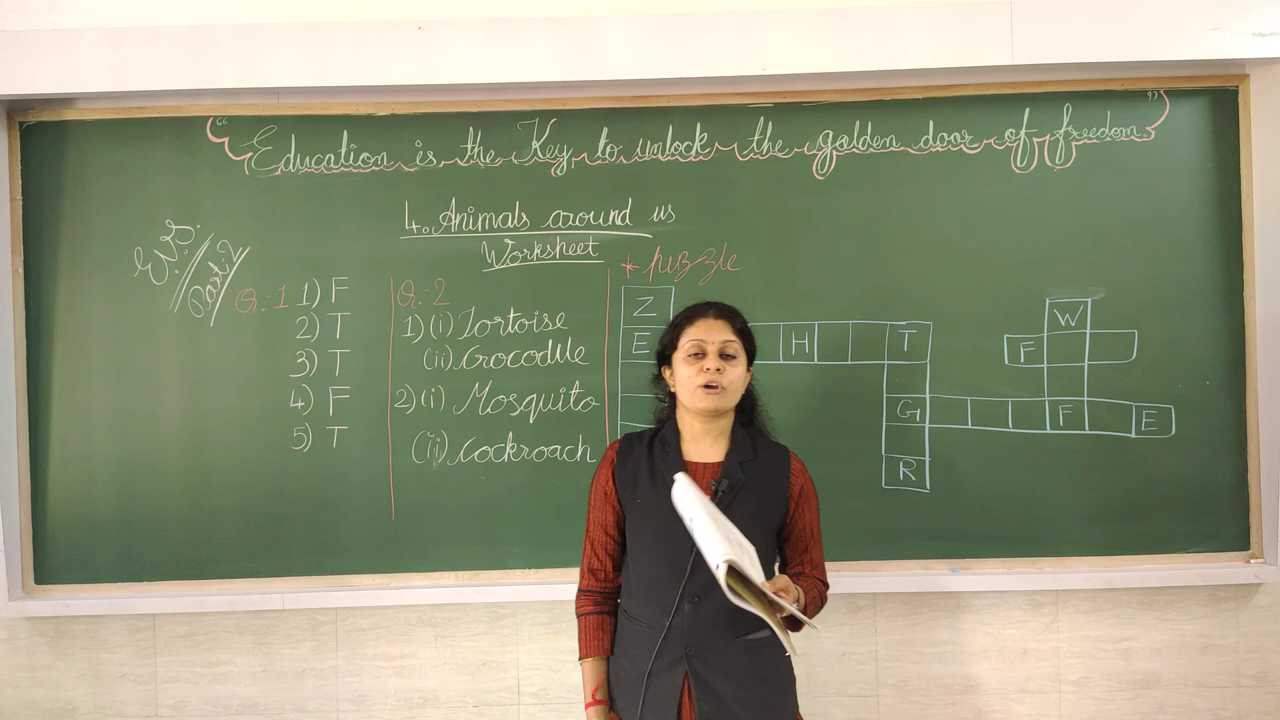 "Education is the Key to unlock the golden door of freedom."
4. Animals around us
Worksheet
E.V.S.
Part-2
Q.-1 1) F
2) T
3) T
4) F
5) T
Q.-2
1) (i) Tortoise
(ii) Crocodile
2) (i) Mosquito
(ii) Cockroach
* Puzzle
Z
E H T
W
F
G F E
R